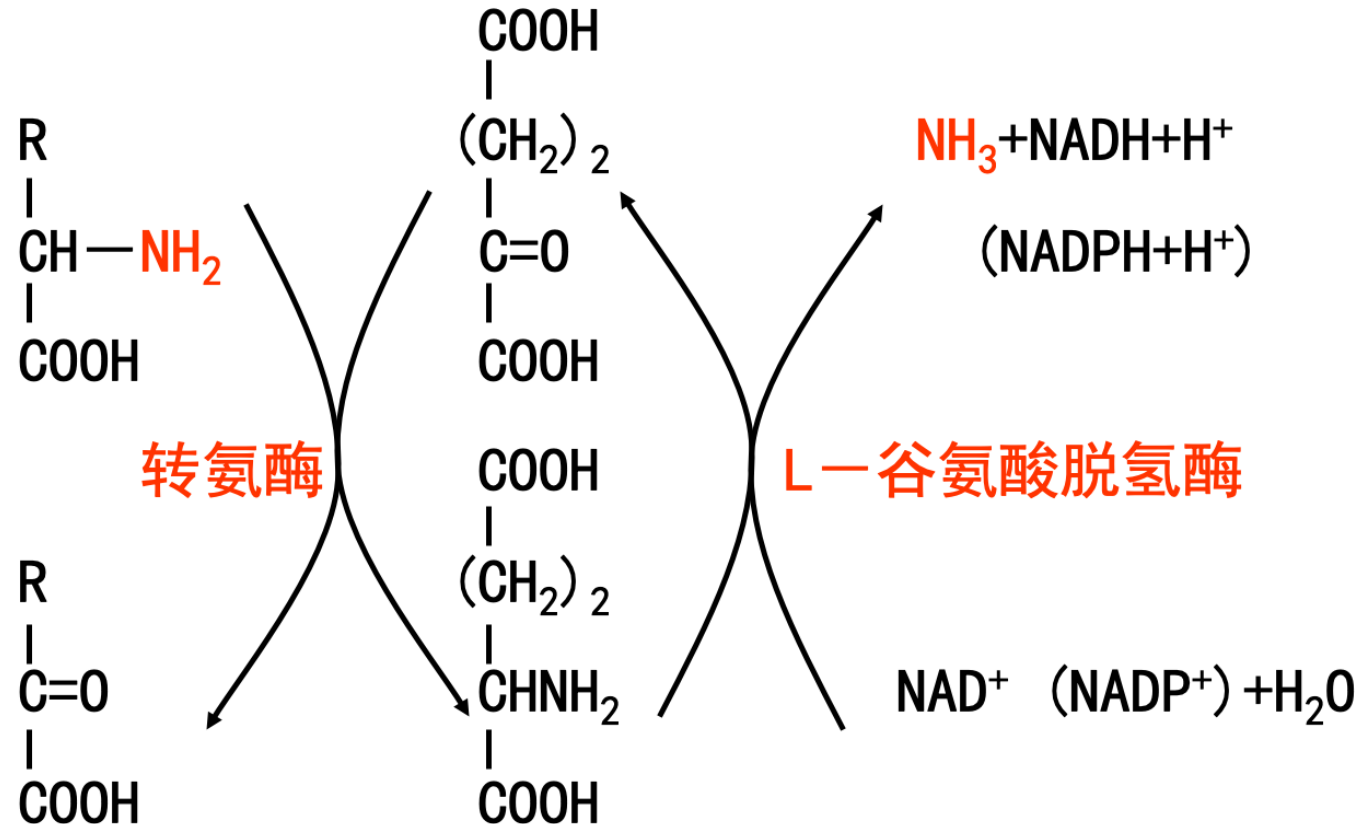 COOH
R
(CH₂)₂
NH₃+NADH+H⁺
CH—NH₂
C=O
(NADPH+H⁺)
COOH
COOH
转氨酶
COOH
L—谷氨酸脱氢酶
R
(CH₂)₂
C=O
CHNH₂
NAD⁺ (NADP⁺)+H₂O
COOH
COOH